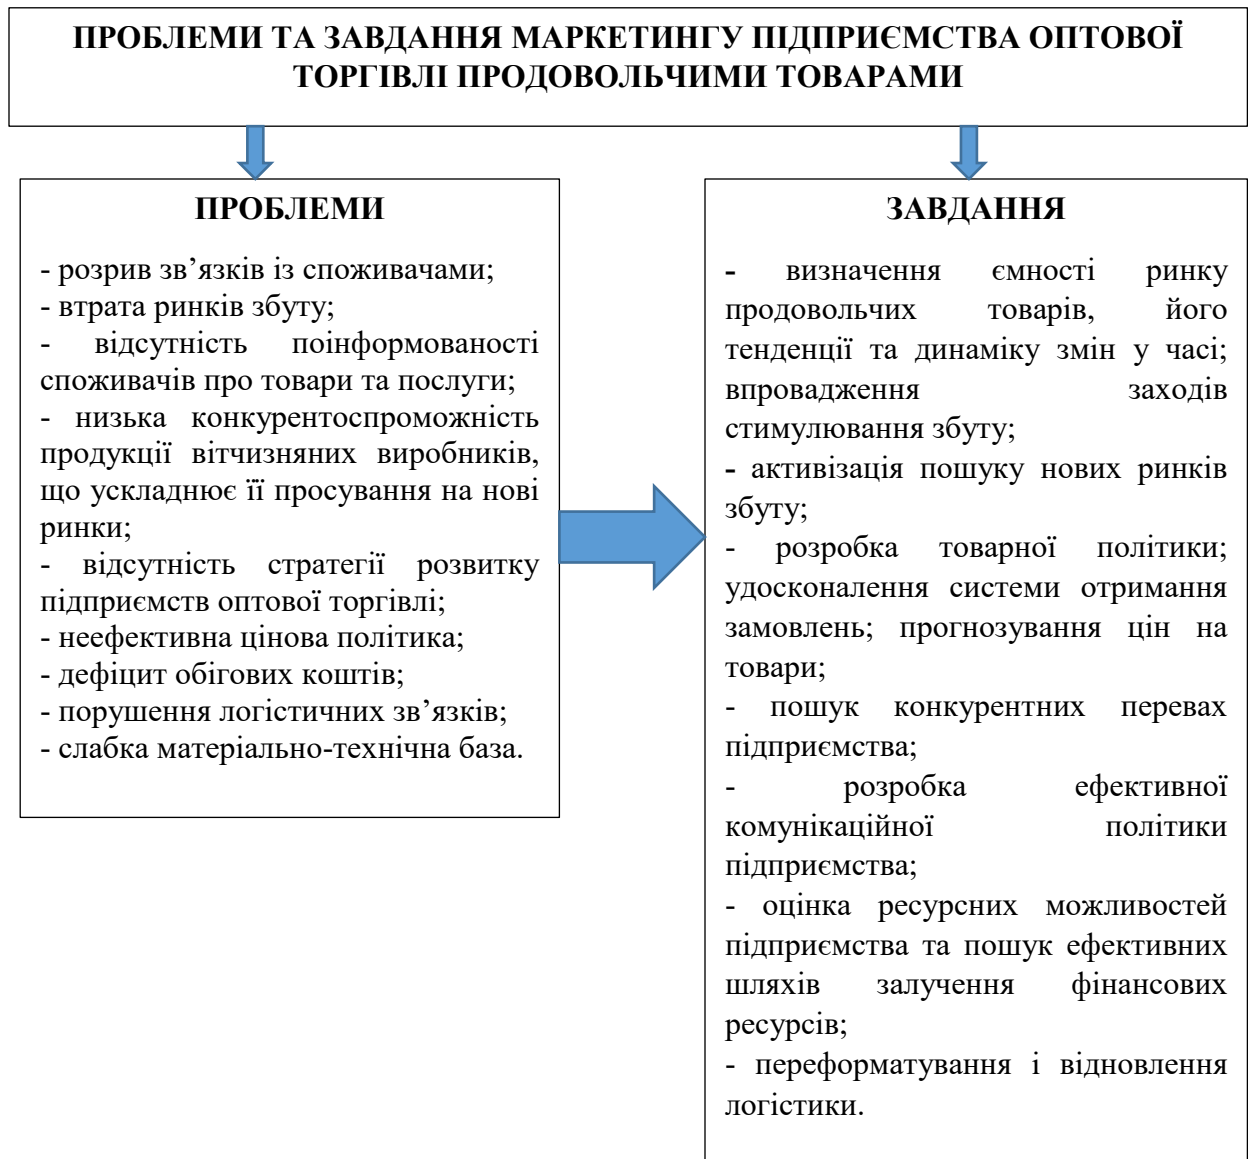 ПРОБЛЕМИ ТА ЗАВДАННЯ МАРКЕТИНГУ ПІДПРИЄМСТВА ОПТОВОЇ
ТОРГІВЛІ ПРОДОВОЛЬЧИМИ ТОВАРАМИ
ПРОБЛЕМИ
- розрив зв’язків із споживачами;
- втрата ринків збуту;
- відсутність поінформованості
споживачів про товари та послуги;
- низька конкурентоспроможність
продукції вітчизняних виробників,
що ускладнює її просування на нові
ринки;
- відсутність стратегії розвитку
підприємств оптової торгівлі;
- неефективна цінова політика;
- дефіцит обігових коштів;
- порушення логістичних зв’язків;
- слабка матеріально-технічна база.
ЗАВДАННЯ
- визначення ємності ринку
продовольчих товарів, його
тенденції та динаміку змін у часі;
впровадження заходів
стимулювання збуту;
- активізація пошуку нових ринків
збуту;
- розробка товарної політики;
удосконалення системи отримання
замовлень; прогнозування цін на
товари;
- пошук конкурентних перевах
підприємства;
- розробка ефективної
комунікаційної політики
підприємства;
- оцінка ресурсних можливостей
підприємства та пошук ефективних
шляхів залучення фінансових
ресурсів;
- переформатування і відновлення
логістики.